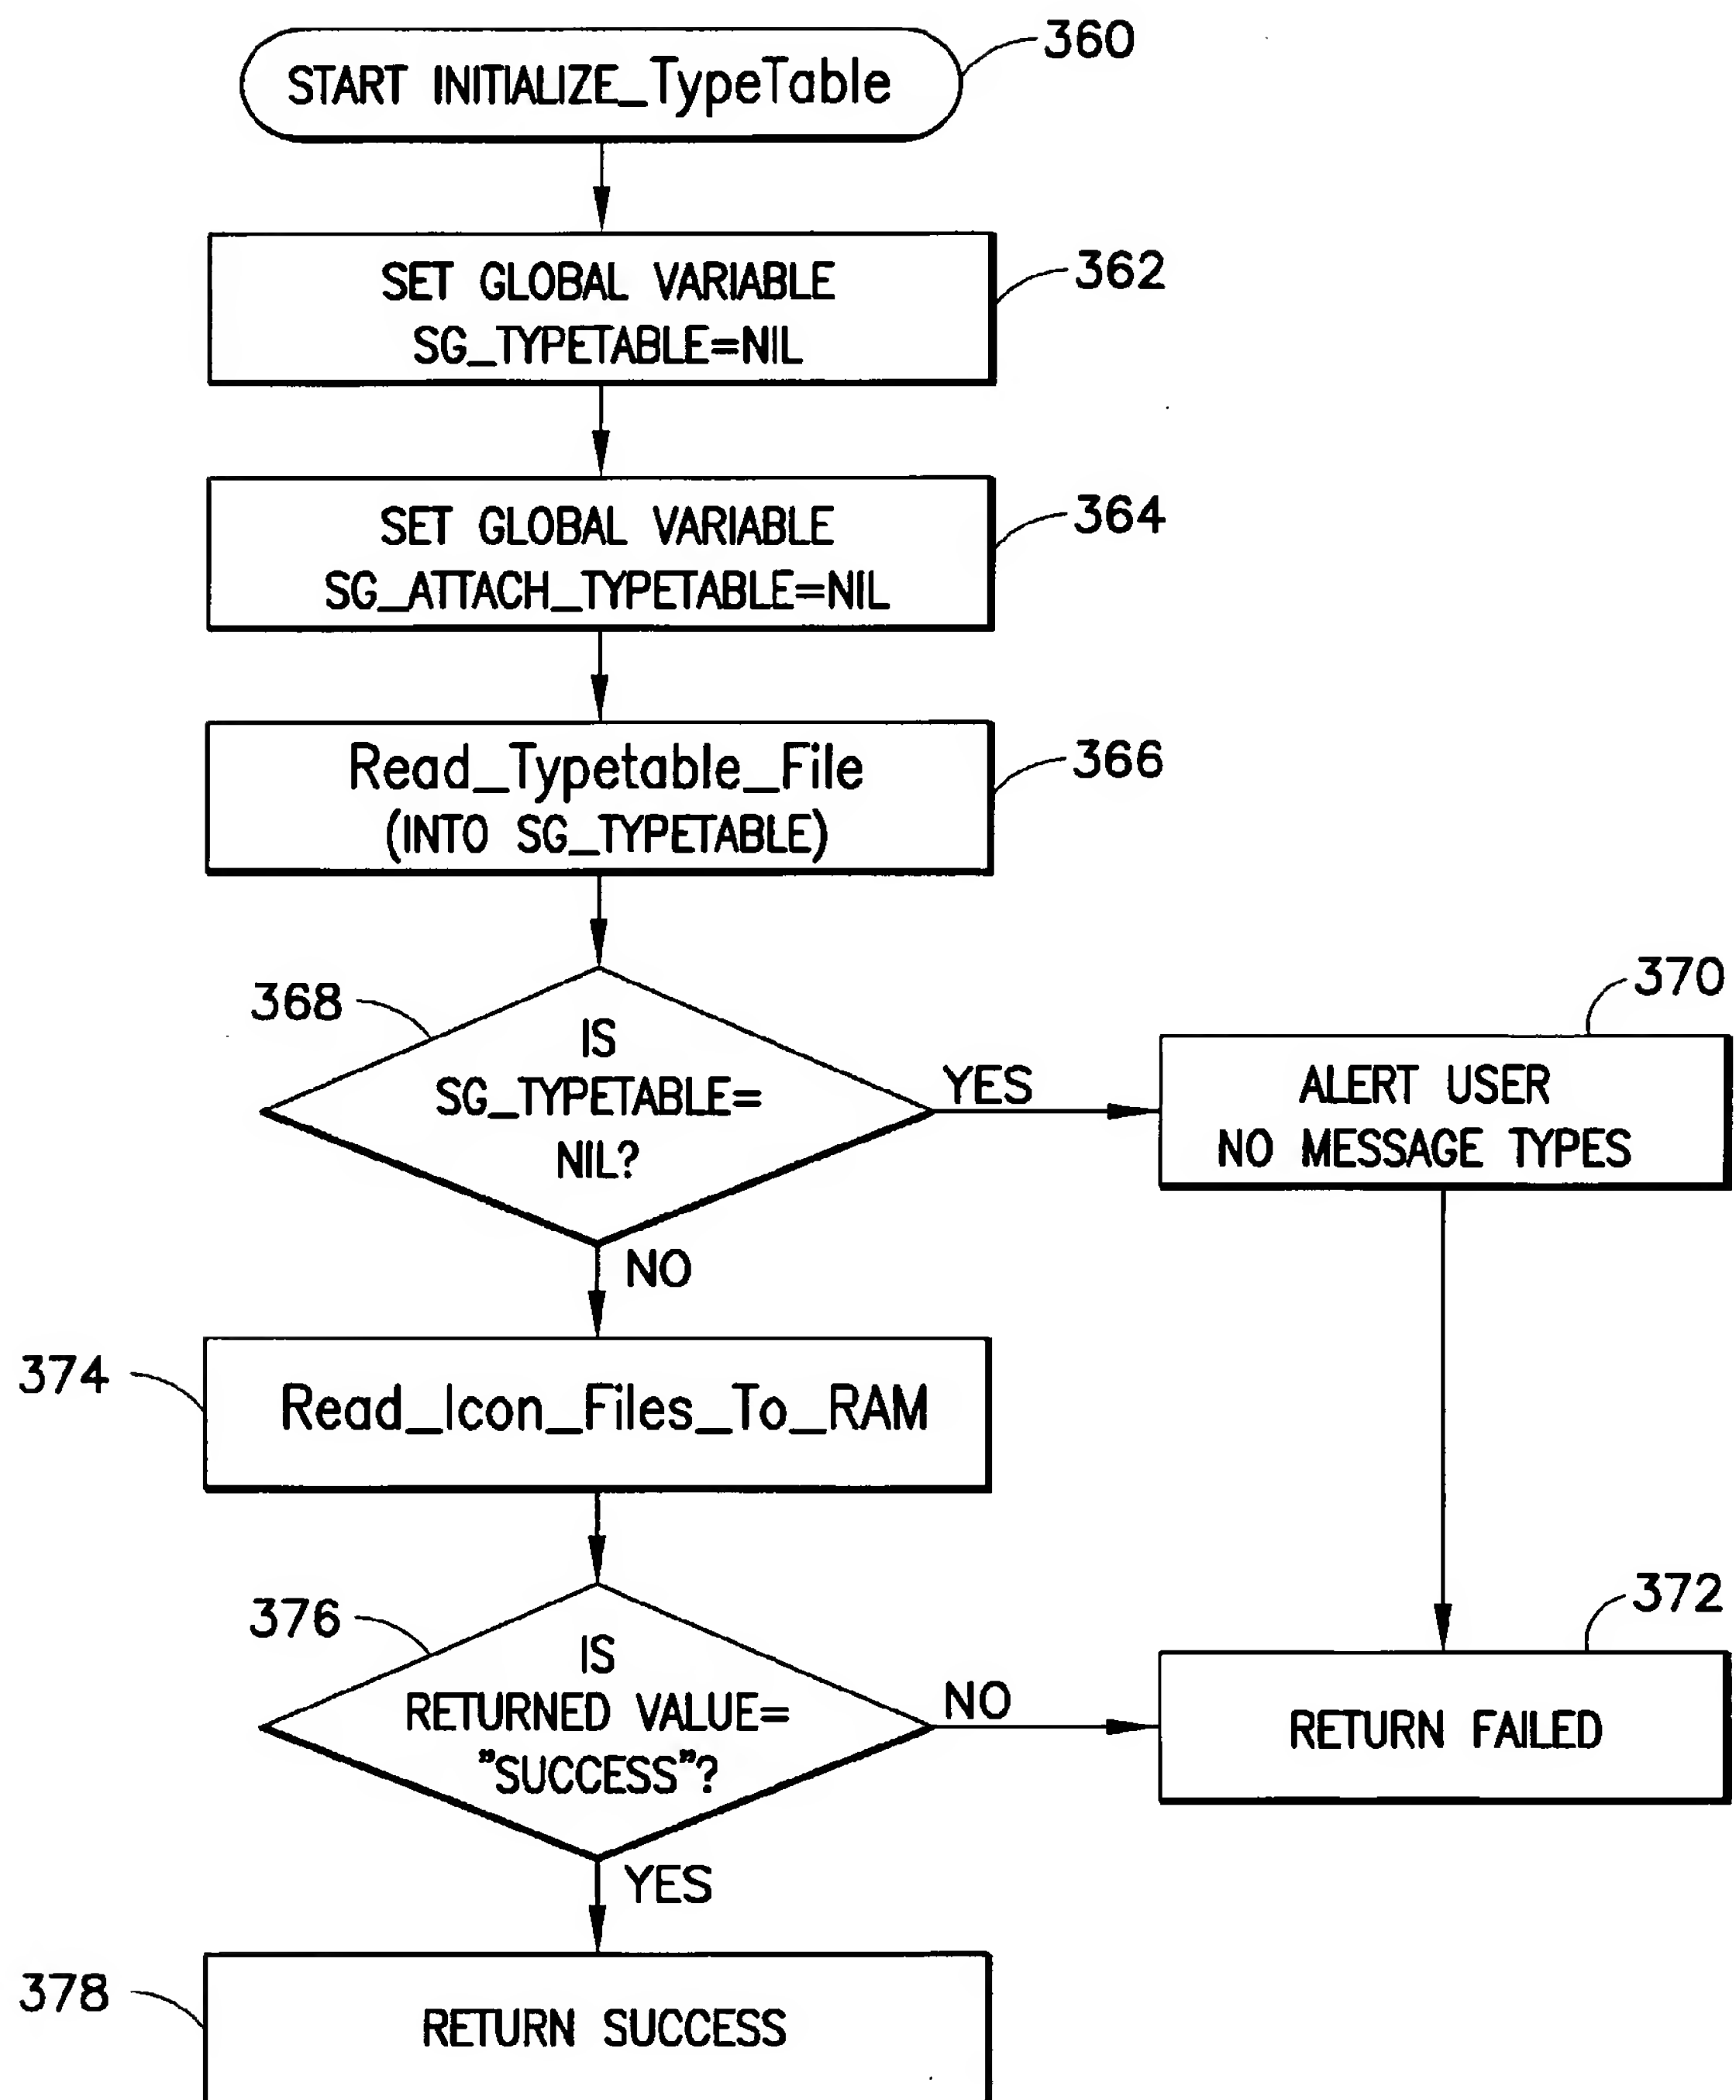 START INITIALIZE_TypeTable
360
SET GLOBAL VARIABLE
SG_TYPETABLE=NIL
362
SET GLOBAL VARIABLE
SG_ATTACH_TYPETABLE=NIL
364
Read_Typetable_File
(INTO SG_TYPETABLE)
366
368
IS
SG_TYPETABLE=
NIL?
YES
NO
370
ALERT USER
NO MESSAGE TYPES
374
Read_Icon_Files_To_RAM
376
IS
RETURNED VALUE=
"SUCCESS"?
NO
YES
372
RETURN FAILED
378
RETURN SUCCESS